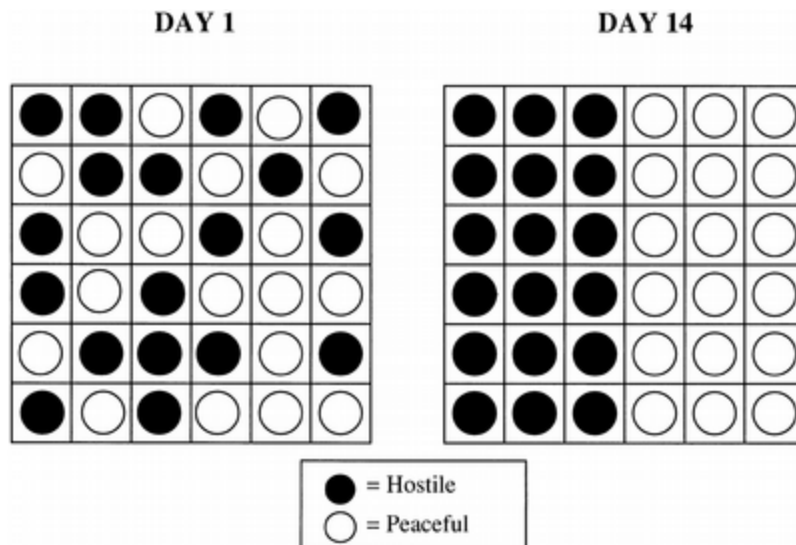 DAY 1
DAY 14
= Hostile
= Peaceful